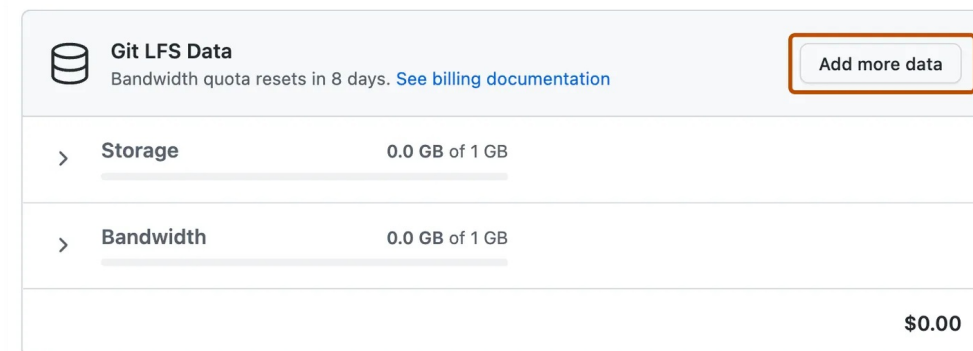 Git LFS Data
Add more data
Bandwidth quota resets in 8 days. See billing documentation
Storage 0.0 GB of 1 GB
Bandwidth 0.0 GB of 1 GB
$0.00